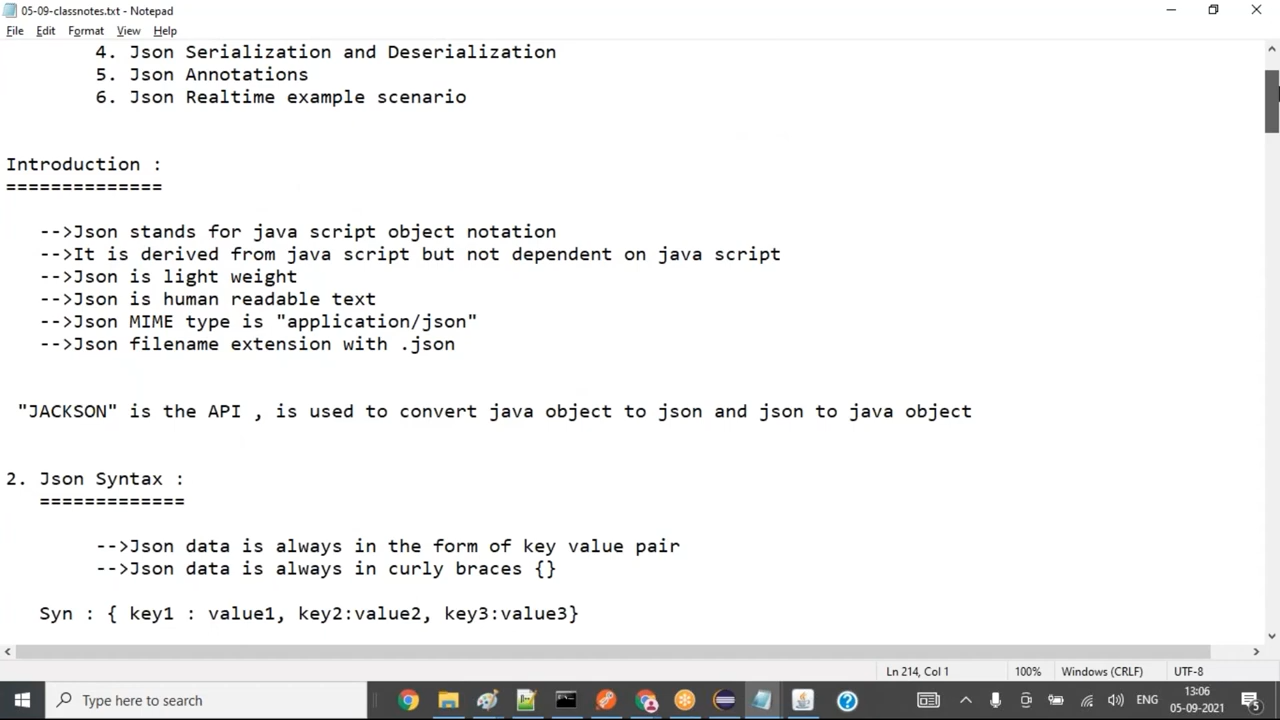 05-09-classnotes.txt - Notepad
File Edit Format View Help
4. Json Serialization and Deserialization
5. Json Annotations
6. Json Realtime example scenario
Introduction :
==============
-->Json stands for java script object notation
-->It is derived from java script but not dependent on java script
-->Json is light weight
-->Json is human readable text
-->Json MIME type is "application/json"
-->Json filename extension with .json
"JACKSON" is the API , is used to convert java object to json and json to java object
2. Json Syntax :
=============
-->Json data is always in the form of key value pair
-->Json data is always in curly braces {}
Syn : { key1 : value1, key2:value2, key3:value3}
Ln 214, Col 1 100% Windows (CRLF) UTF-8
Type here to search ENG 13:06
05-09-2021 5